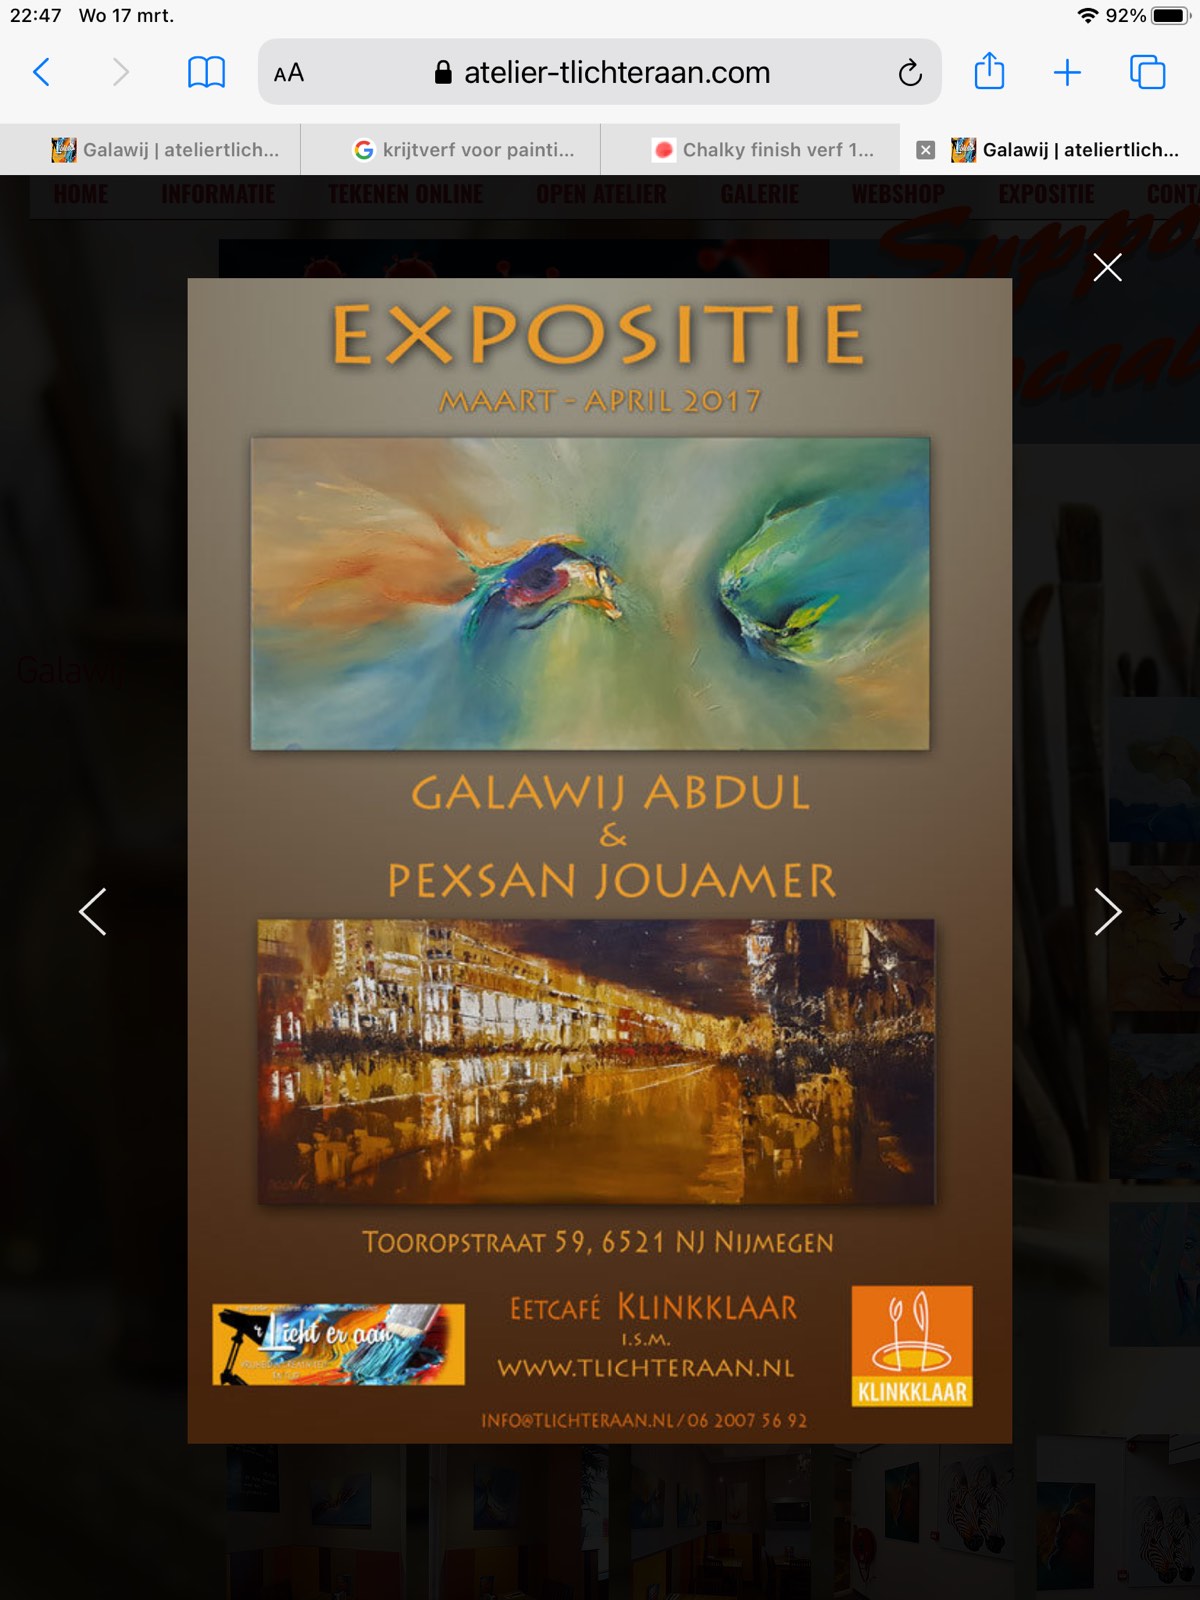 22:47 Wo 17 mrt. 92%
AA atelier-tlichteraan.com
Galawij | ateliertlich... krijtverf voor painti... Chalky finish verf 1... Galawij | ateliertlich...
HOME INFORMATIE TEKENEN ONLINE OPEN ATELIER GALERIE WEBSHOP EXPOSITIE CONT
Suppo
ocaal
EXPOSITIE
MAART - APRIL 2017
Galawij
GALAWIJ ABDUL
&
PEXSAN JOUAMER
TOOROPSTRAAT 59, 6521 NJ NIJMEGEN
't Licht er aan
EETCAFÉ KLINKKLAAR
I.S.M.
WWW.TLICHTERAAN.NL
KLINKKLAAR
INFO@TLICHTERAAN.NL / 06 2007 56 92